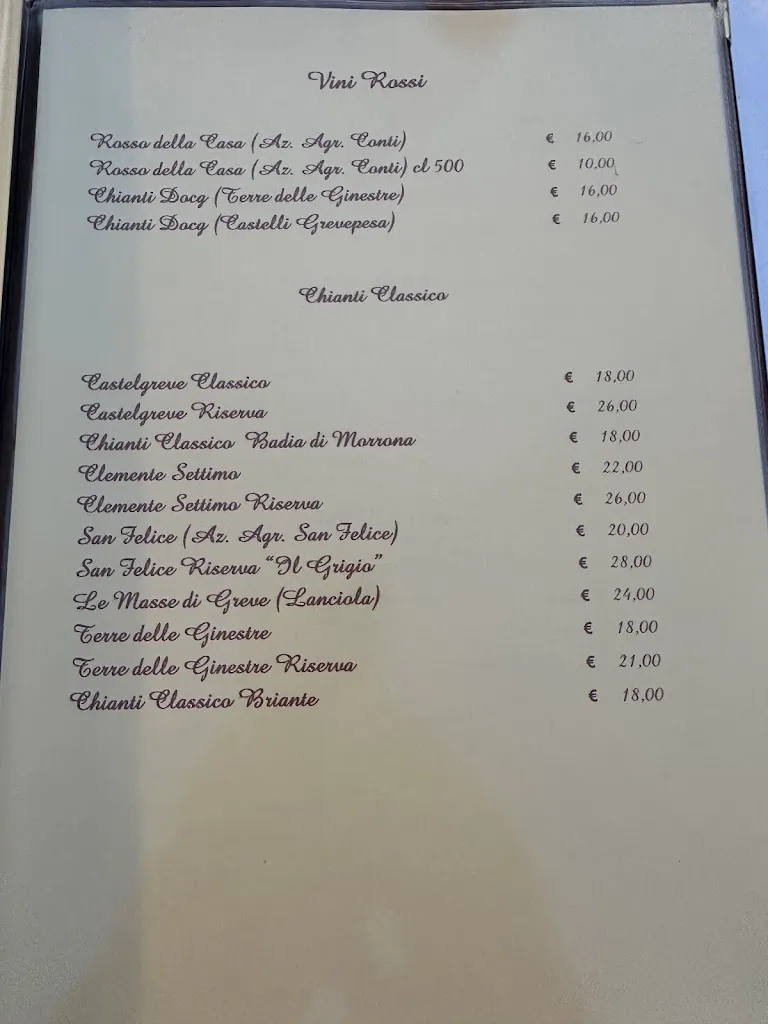 Vini Rossi
Rosso della Casa (Az. Agr. Conti) € 16,00
Rosso della Casa (Az. Agr. Conti) cl 500 € 10,00
Chianti Docg (Terre delle Ginestre) € 16,00
Chianti Docg (Castelli Grevepesa) € 16,00
Chianti Classico
Castelgreve Classico € 18,00
Castelgreve Riserva € 26,00
Chianti Classico Badia di Morrona € 18,00
Clemente Settimo € 22,00
Clemente Settimo Riserva € 26,00
San Felice (Az. Agr. San Felice) € 20,00
San Felice Riserva “Il Grigio” € 28,00
Le Masse di Greve (Lanciola) € 24,00
Terre delle Ginestre € 18,00
Terre delle Ginestre Riserva € 21,00
Chianti Classico Briante € 18,00